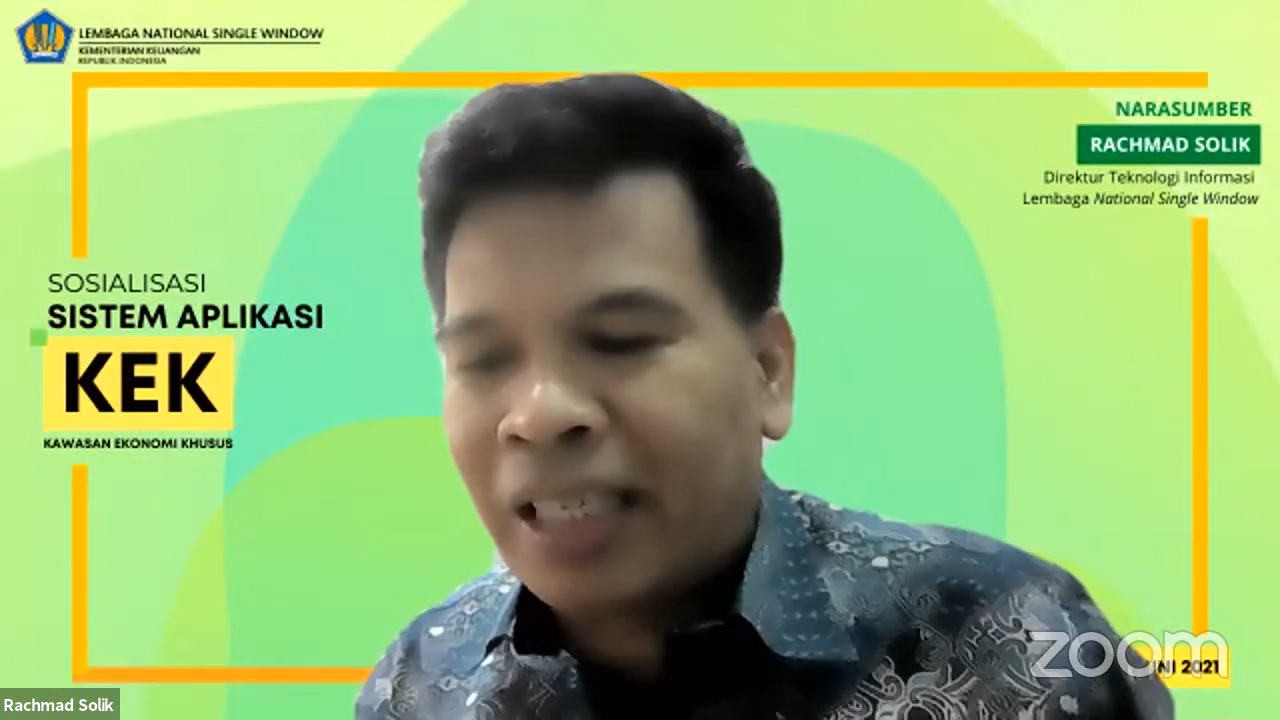 LEMBAGA NATIONAL SINGLE WINDOW
KEMENTERIAN KEUANGAN
REPUBLIK INDONESIA
NARASUMBER
RACHMAD SOLIK
Direktur Teknologi Informasi
Lembaga National Single Window
SOSIALISASI
SISTEM APLIKASI
KEK
KAWASAN EKONOMI KHUSUS
zoom
2021
Rachmad Solik